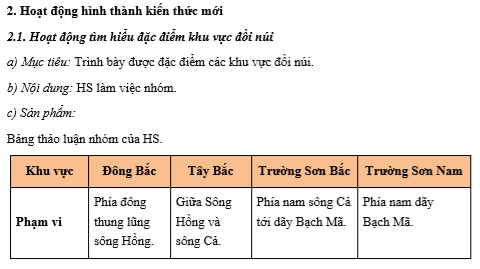 2. Hoạt động hình thành kiến thức mới
2.1. Hoạt động tìm hiểu đặc điểm khu vực đồi núi
a) Mục tiêu: Trình bày được đặc điểm các khu vực đồi núi.
b) Nội dung: HS làm việc nhóm.
c) Sản phẩm:
Bảng thảo luận nhóm của HS.
Khu vực Đông Bắc Tây Bắc Trường Sơn Bắc Trường Sơn Nam
Phạm vi
Phía đông
thung lũng
sông Hồng.
Giữa Sông
Hồng và
sông Cả.
Phía nam sông Cả
tới dãy Bạch Mã.
Phía nam dãy
Bạch Mã.